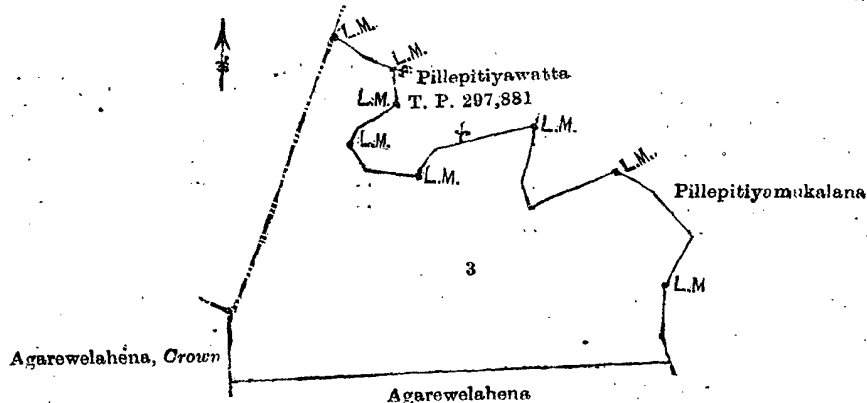 L.M.
L.M.
Pillepitiyawatta
L.M. T. P. 297,881
L.M.
L.M.
L.M.
L.M.
Pillepitiyamukalana
3
L.M
Agarewelahena, Crown
Agarewelahena